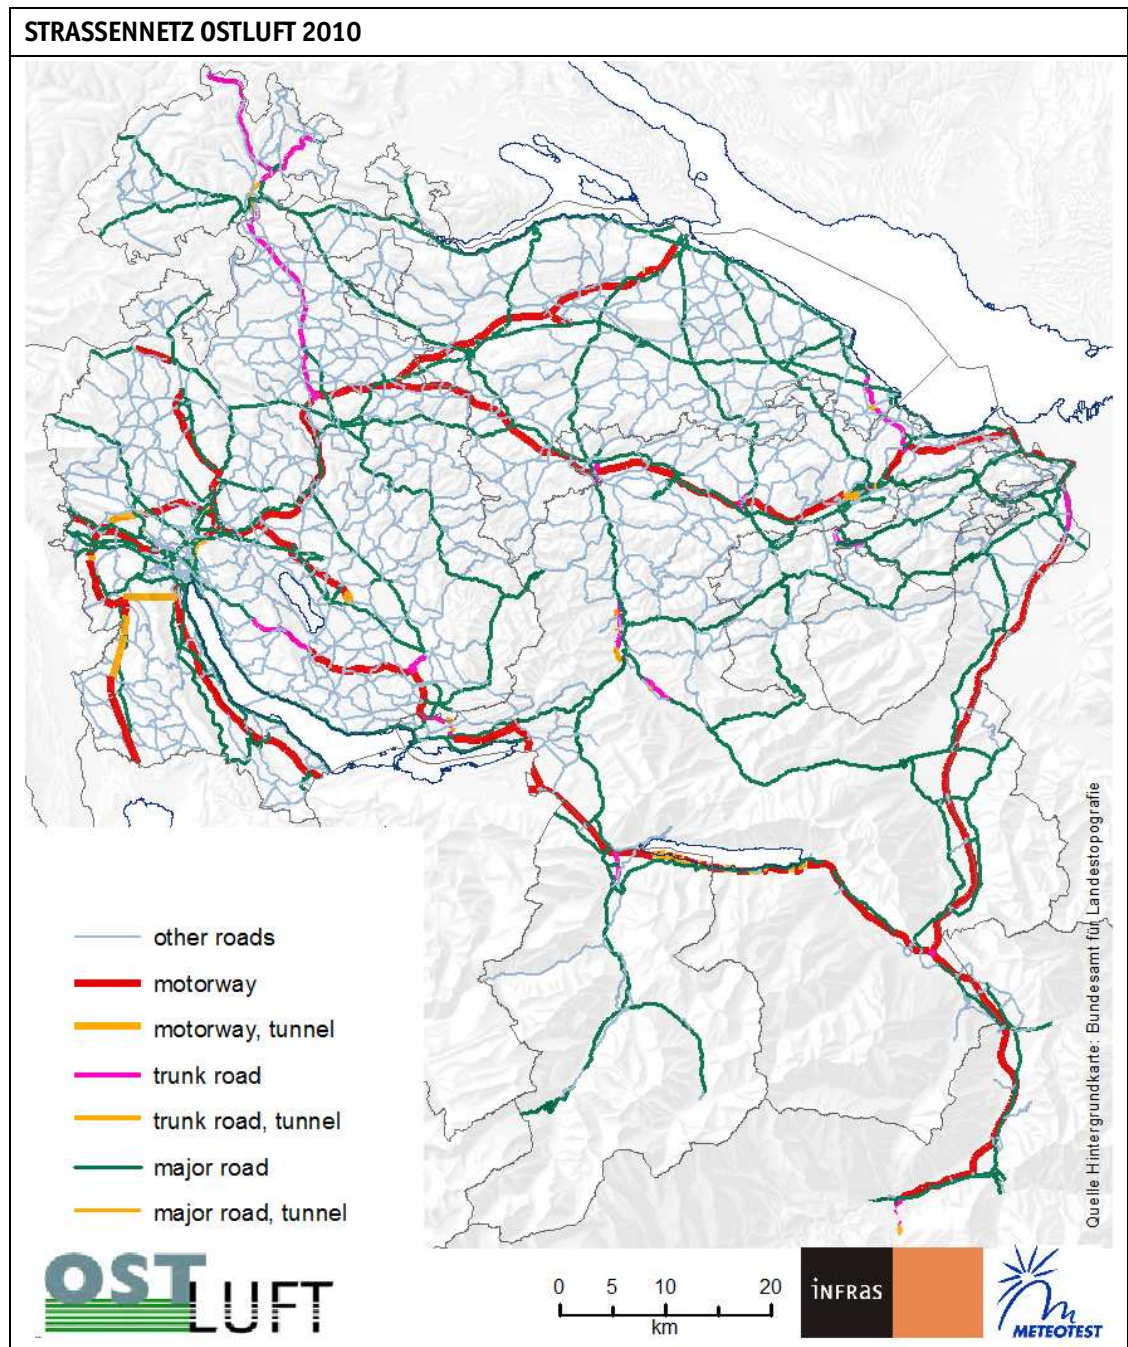 STRASSENNETZ OSTLUFT 2010
other roads
motorway
motorway, tunnel
trunk road
trunk road, tunnel
major road
major road, tunnel
Quelle Hintergrundkarte: Bundesamt für Landestopografie
OST
LUFT
0 5 10 20
km
iNFRAS
METEOTEST